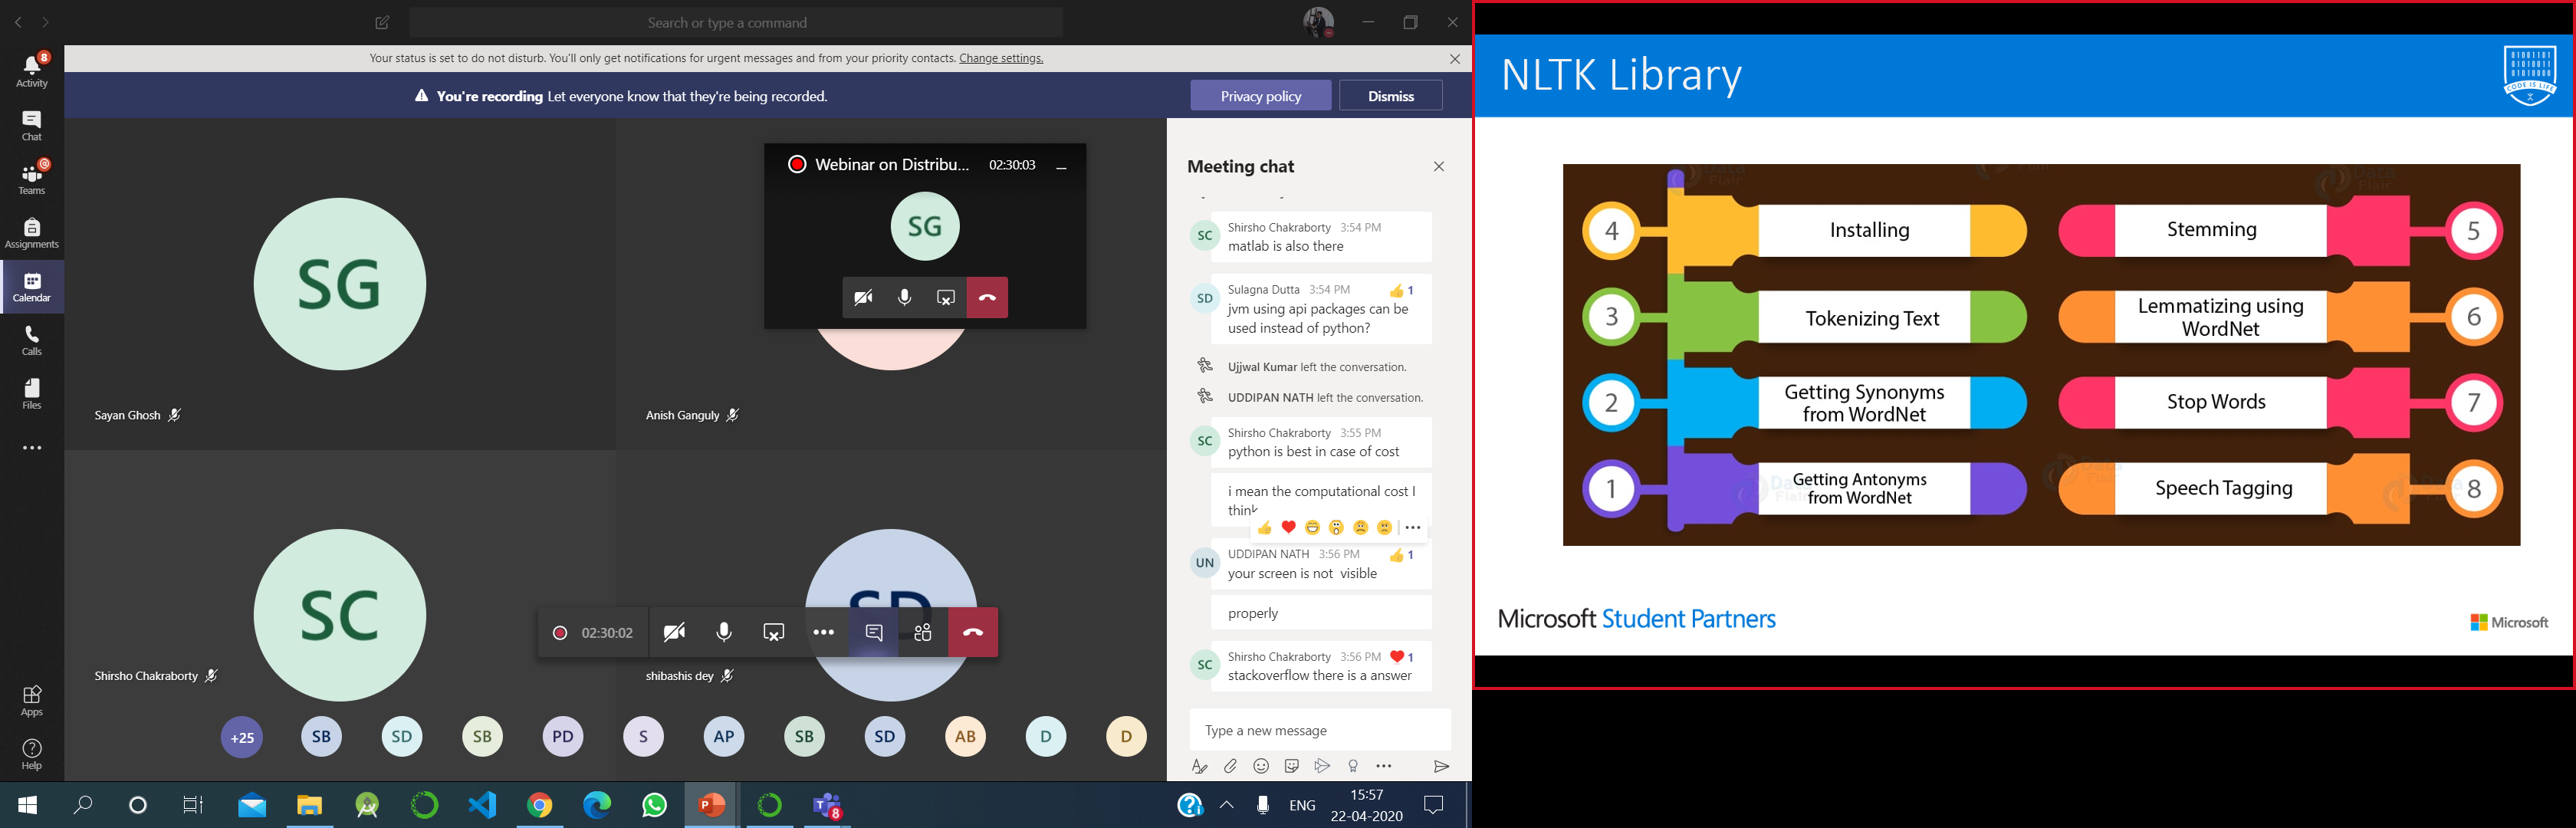 Search or type a command
Your status is set to do not disturb. You'll only get notifications for urgent messages and from your priority contacts. Change settings.
You're recording Let everyone know that they're being recorded.
Privacy policy
Dismiss
8
Activity
Chat
@
Teams
Assignments
Calendar
Calls
Files
Apps
Help
SG
Sayan Ghosh
Webinar on Distribu...
02:30:03
SG
Anish Ganguly
SC
Shirsho Chakraborty
SD
shibashis dey
02:30:02
+25
SB
SD
SB
PD
S
AP
SB
SD
AB
D
D
Meeting chat
SC
Shirsho Chakraborty 3:54 PM
matlab is also there
SD
Sulagna Dutta 3:54 PM
1
jvm using api packages can be
used instead of python?
Ujjwal Kumar left the conversation.
UDDIPAN NATH left the conversation.
SC
Shirsho Chakraborty 3:55 PM
python is best in case of cost
i mean the computational cost I
think
UN
UDDIPAN NATH 3:56 PM
1
your screen is not visible
properly
SC
Shirsho Chakraborty 3:56 PM
1
stackoverflow there is a answer
Type a new message
8
ENG
15:57
22-04-2020
NLTK Library
01001101
01010011
01010000
CODE IS LIFE
4
Installing
Stemming
5
3
Tokenizing Text
Lemmatizing using
WordNet
6
2
Getting Synonyms
from WordNet
Stop Words
7
1
Getting Antonyms
from WordNet
Speech Tagging
8
Data
Flair
Microsoft Student Partners
Microsoft